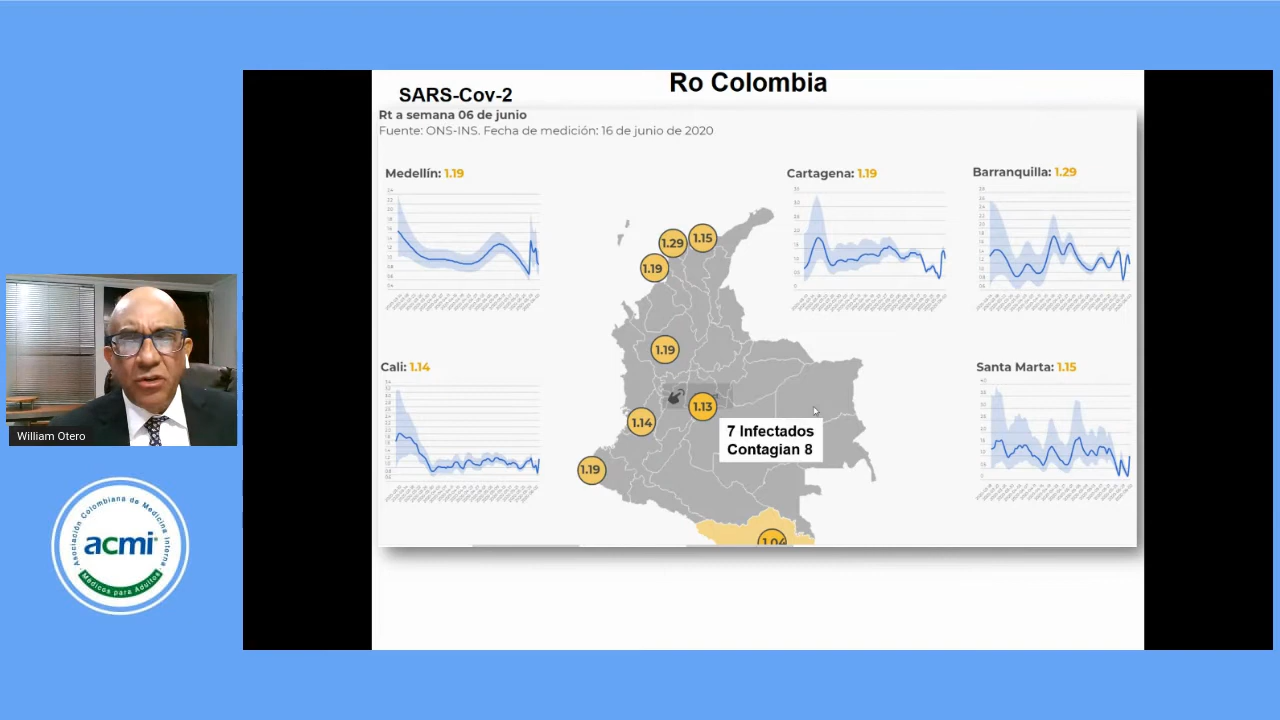 Ro Colombia
SARS-Cov-2
Rt a semana 06 de junio
Fuente: ONS-INS. Fecha de medición: 16 de junio de 2020
Medellín: 1.19
Cartagena: 1.19
Barranquilla: 1.29
1.29
1.15
1.19
1.19
Cali: 1.14
Santa Marta: 1.15
1.13
1.14
7 Infectados
Contagian 8
1.19
1.04
William Otero
Asociación Colombiana de Medicina Interna
acmi
Médicos para Adultos